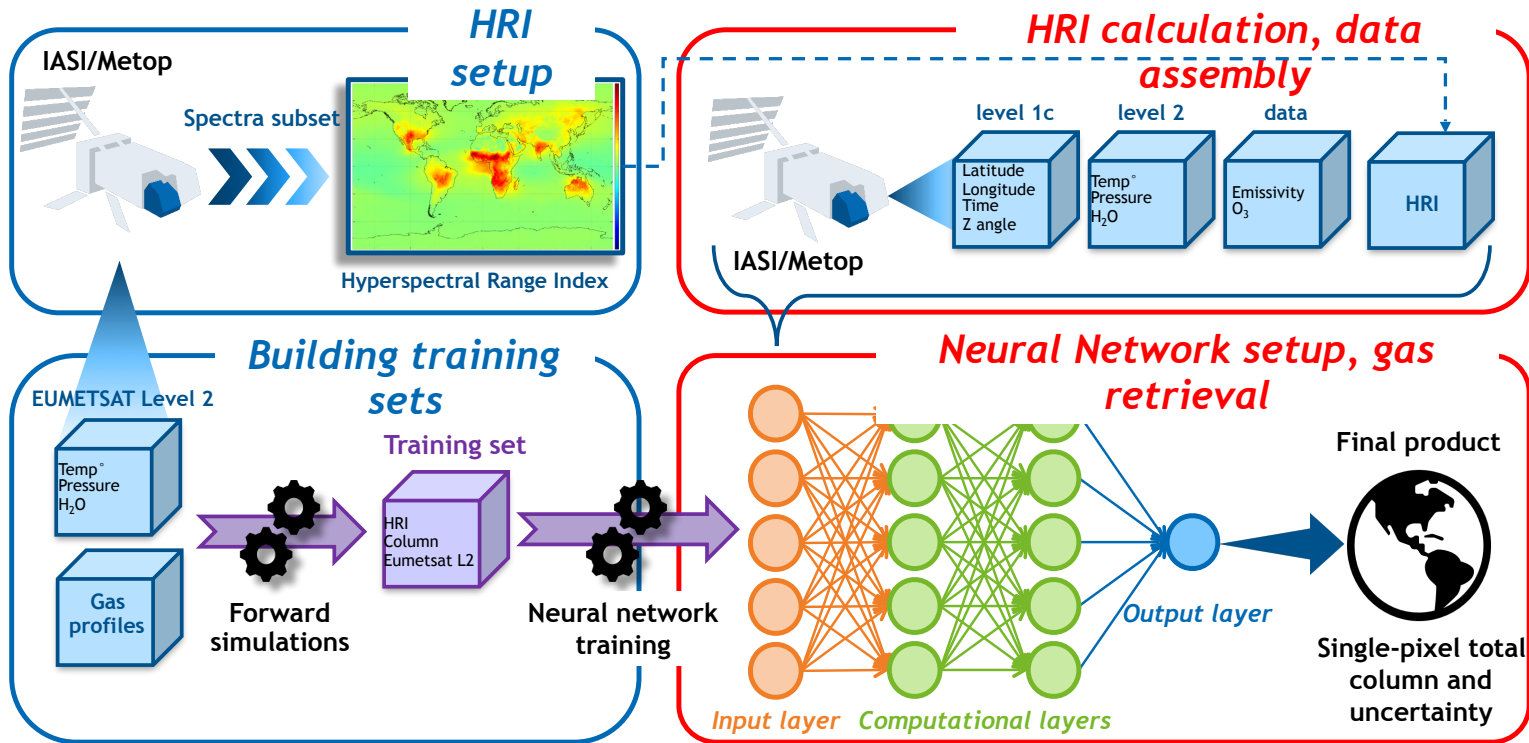 HRI
setup
IASI/Metop
Spectra subset
Hyperspectral Range Index
HRI calculation, data
assembly
level 1c
level 2
data
Latitude
Longitude
Time
Z angle
Temp°
Pressure
H₂O
Emissivity
O₃
HRI
IASI/Metop
Building training
sets
EUMETSAT Level 2
Temp°
Pressure
H₂O
Gas
profiles
Forward
simulations
Training set
HRI
Column
Eumetsat L2
Neural network
training
Neural Network setup, gas
retrieval
Input layer
Computational layers
Output layer
Final product
Single-pixel total
column and
uncertainty